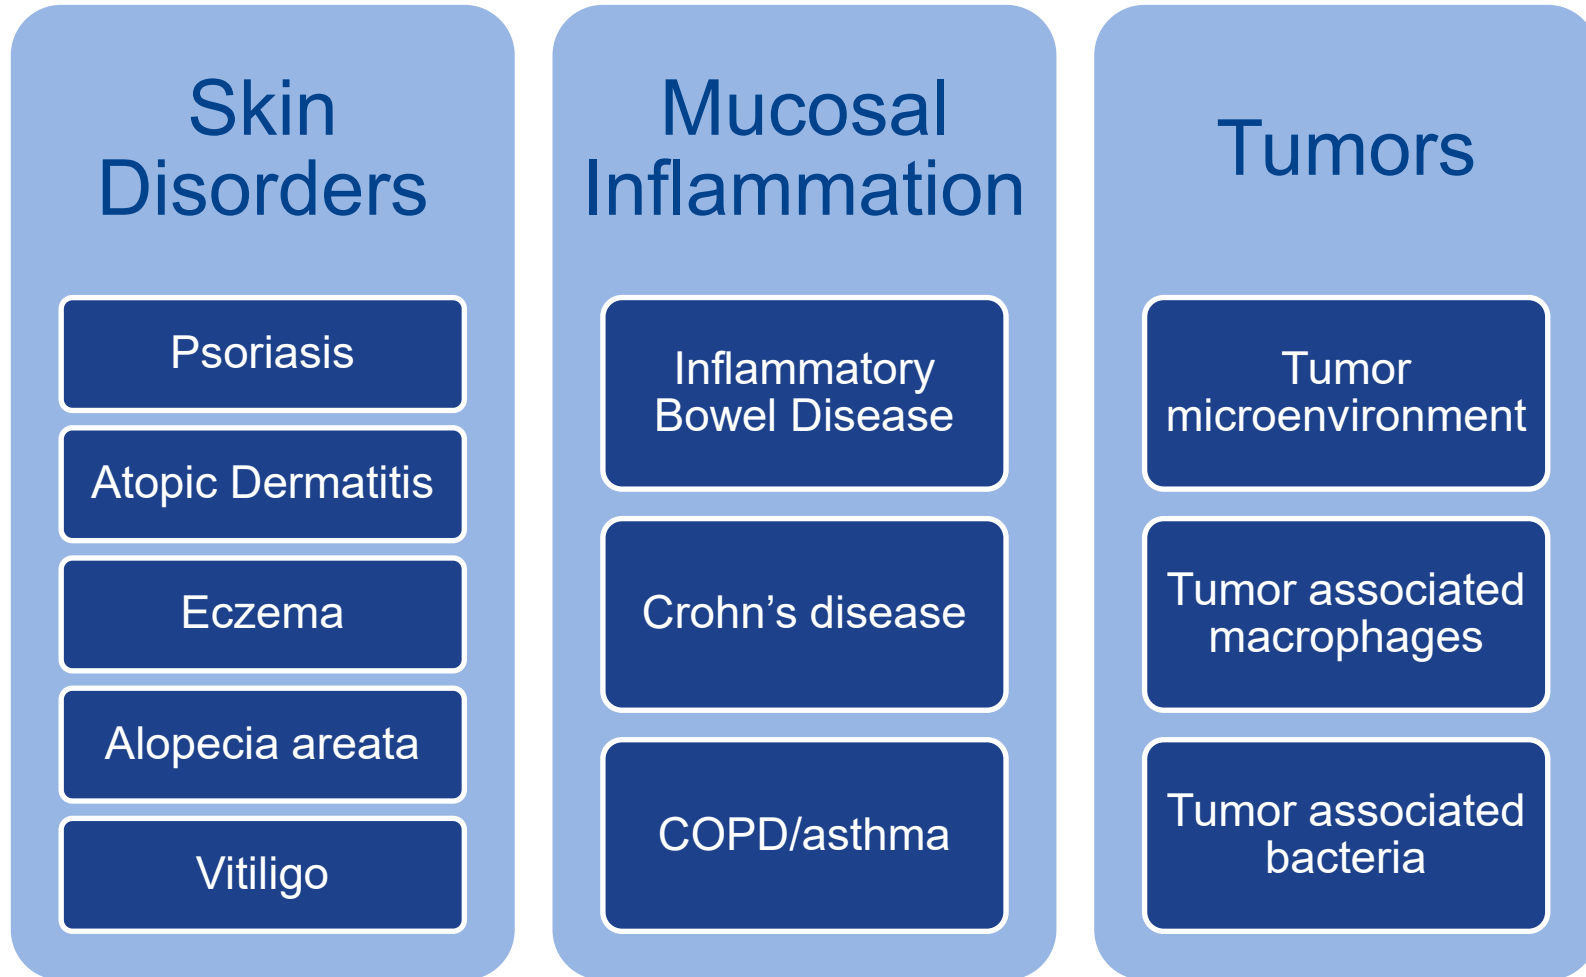 Skin
Disorders
Psoriasis
Atopic Dermatitis
Eczema
Alopecia areata
Vitiligo
Mucosal
Inflammation
Inflammatory
Bowel Disease
Crohn’s disease
COPD/asthma
Tumors
Tumor
microenvironment
Tumor associated
macrophages
Tumor associated
bacteria